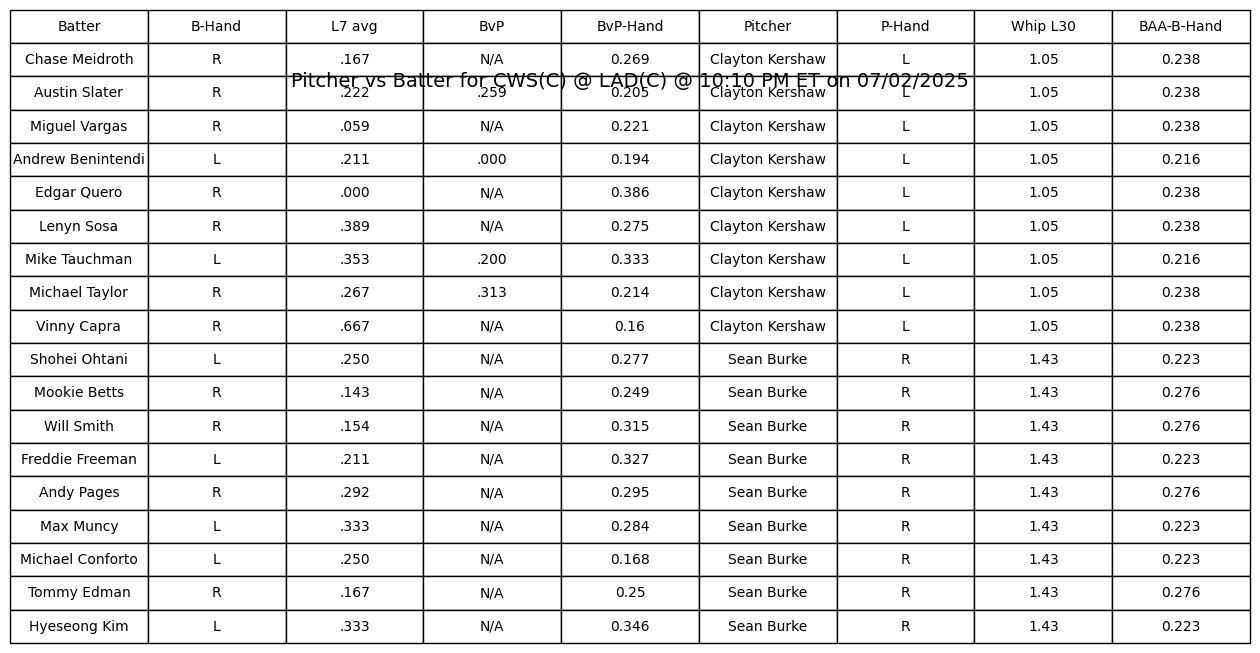 Batter B-Hand L7 avg BvP BvP-Hand Pitcher P-Hand Whip L30 BAA-B-Hand
Chase Meidroth R .167 N/A 0.269 Clayton Kershaw L 1.05 0.238
Pitcher vs Batter for CWS(C) @ LAD(C) @ 10:10 PM ET on 07/02/2025
Austin Slater R .222 .259 0.205 Clayton Kershaw L 1.05 0.238
Miguel Vargas R .059 N/A 0.221 Clayton Kershaw L 1.05 0.238
Andrew Benintendi L .211 .000 0.194 Clayton Kershaw L 1.05 0.216
Edgar Quero R .000 N/A 0.386 Clayton Kershaw L 1.05 0.238
Lenyn Sosa R .389 N/A 0.275 Clayton Kershaw L 1.05 0.238
Mike Tauchman L .353 .200 0.333 Clayton Kershaw L 1.05 0.216
Michael Taylor R .267 .313 0.214 Clayton Kershaw L 1.05 0.238
Vinny Capra R .667 N/A 0.16 Clayton Kershaw L 1.05 0.238
Shohei Ohtani L .250 N/A 0.277 Sean Burke R 1.43 0.223
Mookie Betts R .143 N/A 0.249 Sean Burke R 1.43 0.276
Will Smith R .154 N/A 0.315 Sean Burke R 1.43 0.276
Freddie Freeman L .211 N/A 0.327 Sean Burke R 1.43 0.223
Andy Pages R .292 N/A 0.295 Sean Burke R 1.43 0.276
Max Muncy L .333 N/A 0.284 Sean Burke R 1.43 0.223
Michael Conforto L .250 N/A 0.168 Sean Burke R 1.43 0.223
Tommy Edman R .167 N/A 0.25 Sean Burke R 1.43 0.276
Hyeseong Kim L .333 N/A 0.346 Sean Burke R 1.43 0.223